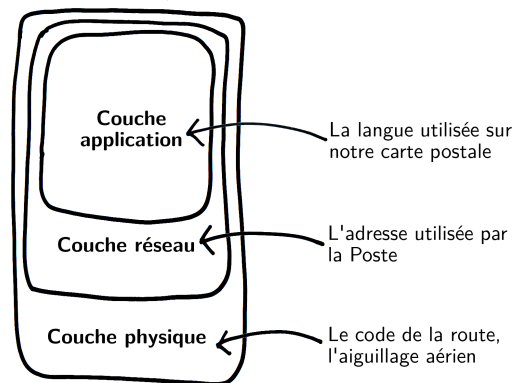 Couche
application
La langue utilisée sur
notre carte postale
Couche réseau
L'adresse utilisée par
la Poste
Couche physique
Le code de la route,
l'aiguillage aérien